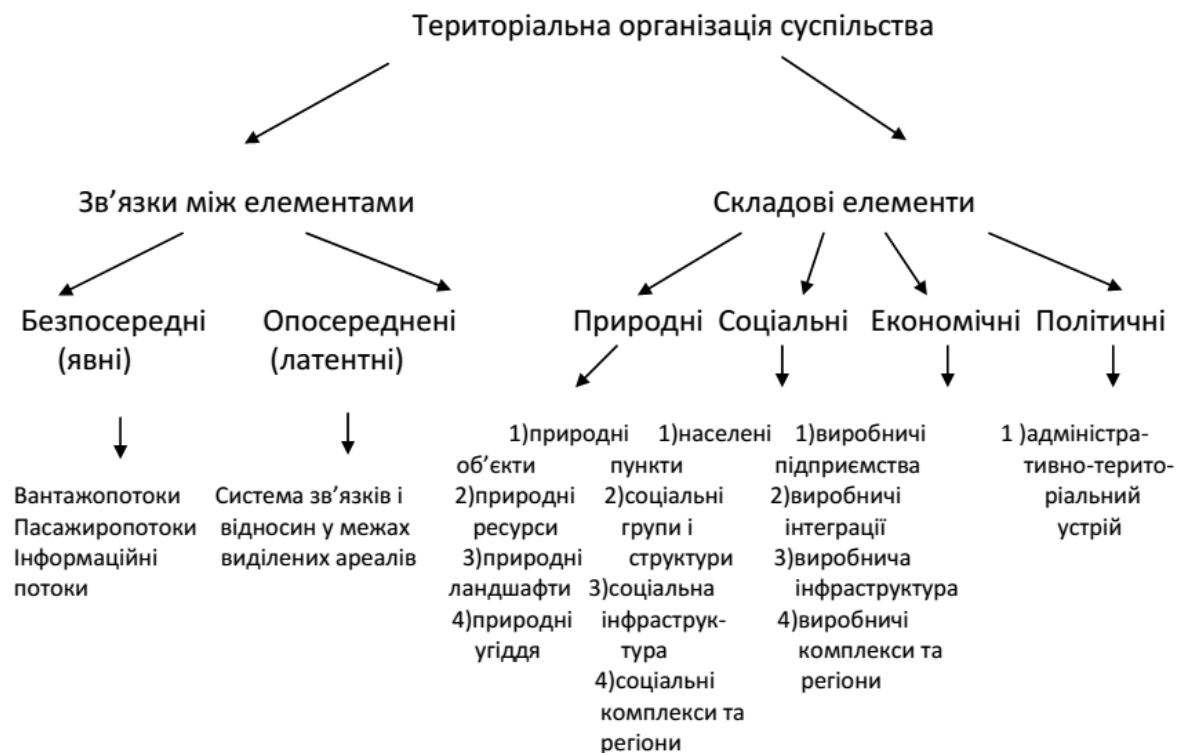 Територіальна організація суспільства
Зв’язки між елементами
Складові елементи
Безпосередні
(явні)
Опосереднені
(латентні)
Природні
Соціальні
Економічні
Політичні
Вантажопотоки
Пасажиропотоки
Інформаційні
потоки
Система зв’язків і
відносин у межах
виділених ареалів
1)природні
об’єкти
2)природні
ресурси
3)природні
ландшафти
4)природні
угіддя
1)населені
пункти
2)соціальні
групи і
структури
3)соціальна
інфраструк-
тура
4)соціальні
комплекси та
регіони
1)виробничі
підприємства
2)виробничі
інтеграції
3)виробнича
інфраструктура
4)виробничі
комплекси та
регіони
1 )адміністра-
тивно-терито-
ріальний
устрій